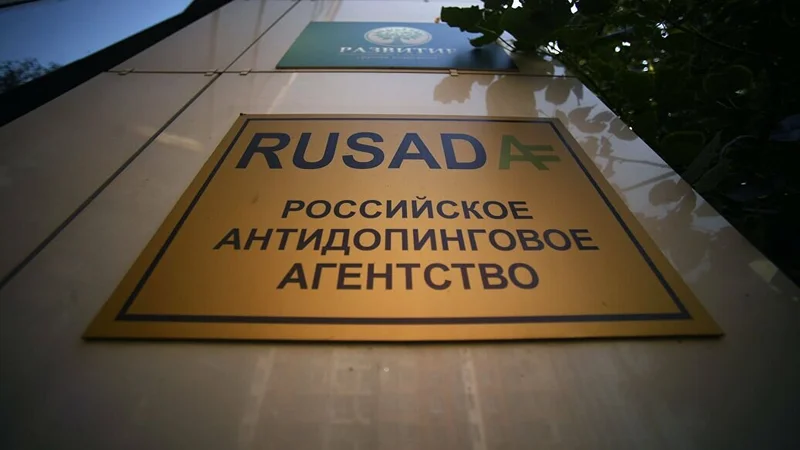 РАЗВИТИЕ
RUSADA
РОССИЙСКОЕ
АНТИДОПИНГОВОЕ
АГЕНТСТВО